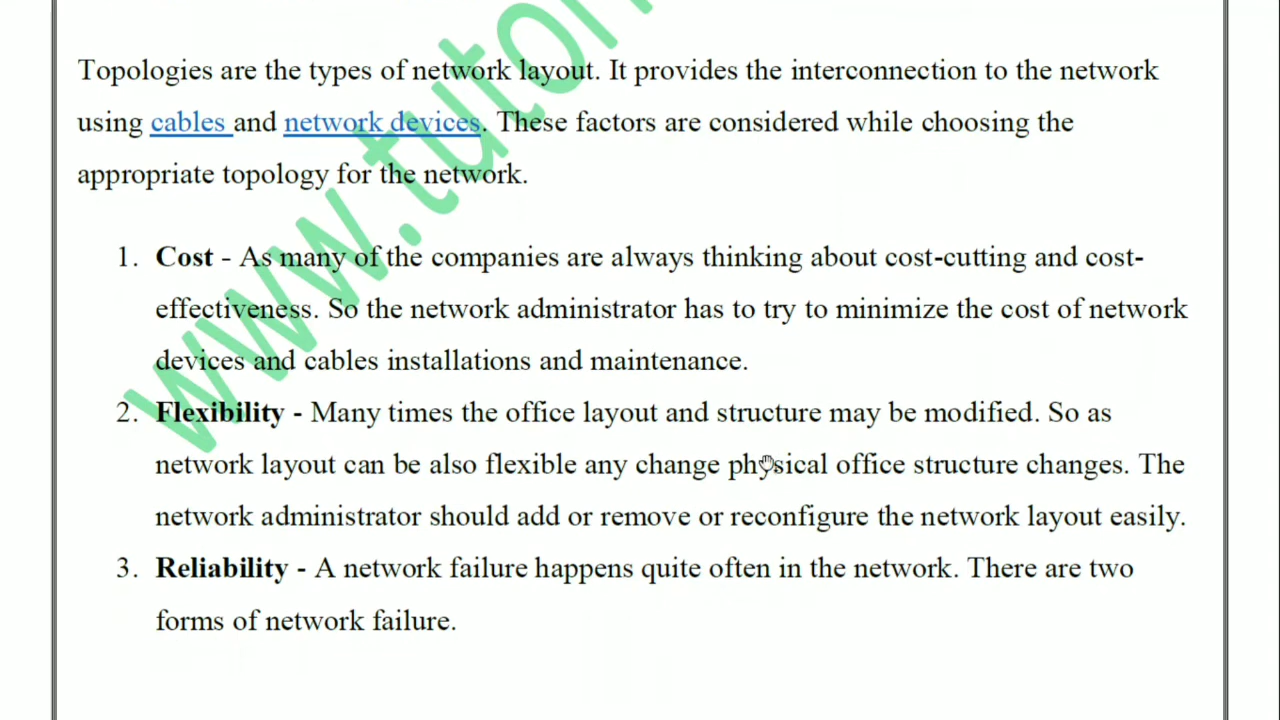 Topologies are the types of network layout. It provides the interconnection to the network
using cables and network devices. These factors are considered while choosing the
appropriate topology for the network.
1. Cost - As many of the companies are always thinking about cost-cutting and cost-
effectiveness. So the network administrator has to try to minimize the cost of network
devices and cables installations and maintenance.
2. Flexibility - Many times the office layout and structure may be modified. So as
network layout can be also flexible any change physical office structure changes. The
network administrator should add or remove or reconfigure the network layout easily.
3. Reliability - A network failure happens quite often in the network. There are two
forms of network failure.